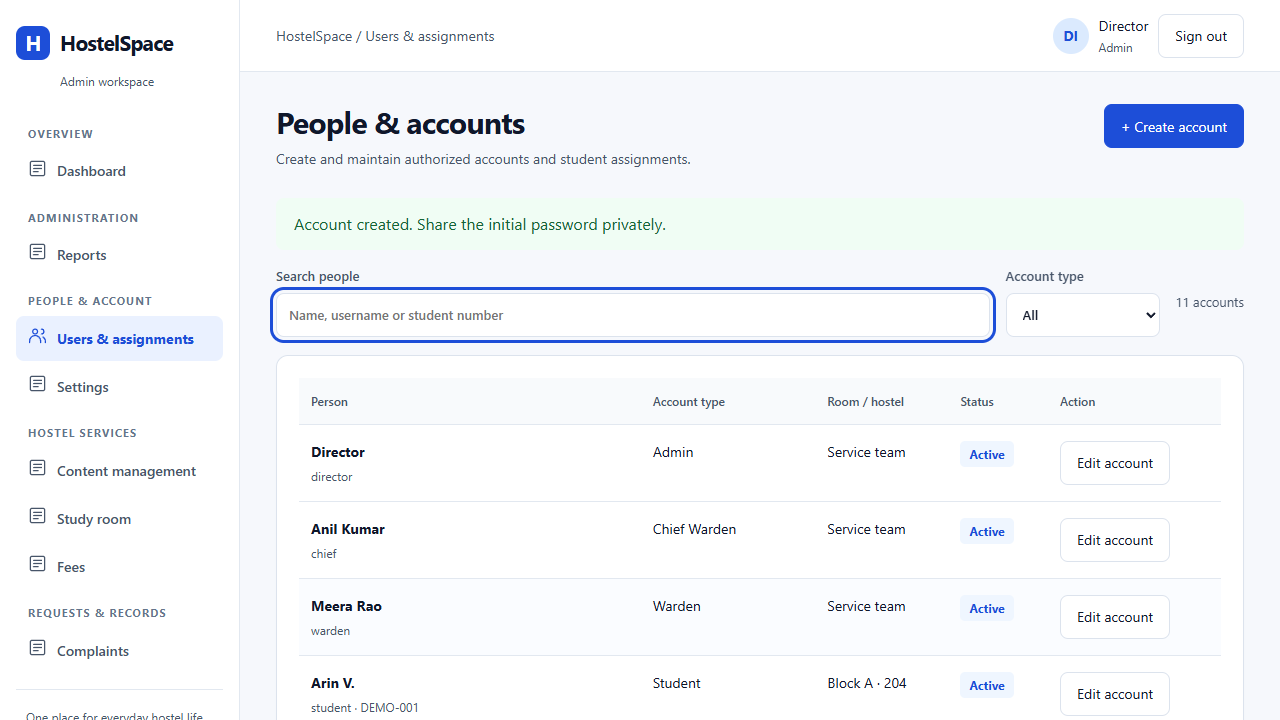 H HostelSpace
Admin workspace
OVERVIEW
Dashboard
ADMINISTRATION
Reports
PEOPLE & ACCOUNT
Users & assignments
Settings
HOSTEL SERVICES
Content management
Study room
Fees
REQUESTS & RECORDS
Complaints
One place for everyday hostel life
HostelSpace / Users & assignments
DI
Director
Admin
Sign out
People & accounts
Create and maintain authorized accounts and student assignments.
+ Create account
Account created. Share the initial password privately.
Search people
Name, username or student number
Account type
All
11 accounts
Person Account type Room / hostel Status Action
Director Admin Service team Active Edit account
director
Anil Kumar Chief Warden Service team Active Edit account
chief
Meera Rao Warden Service team Active Edit account
warden
Arin V. Student Block A · 204 Active Edit account
student · DEMO-001